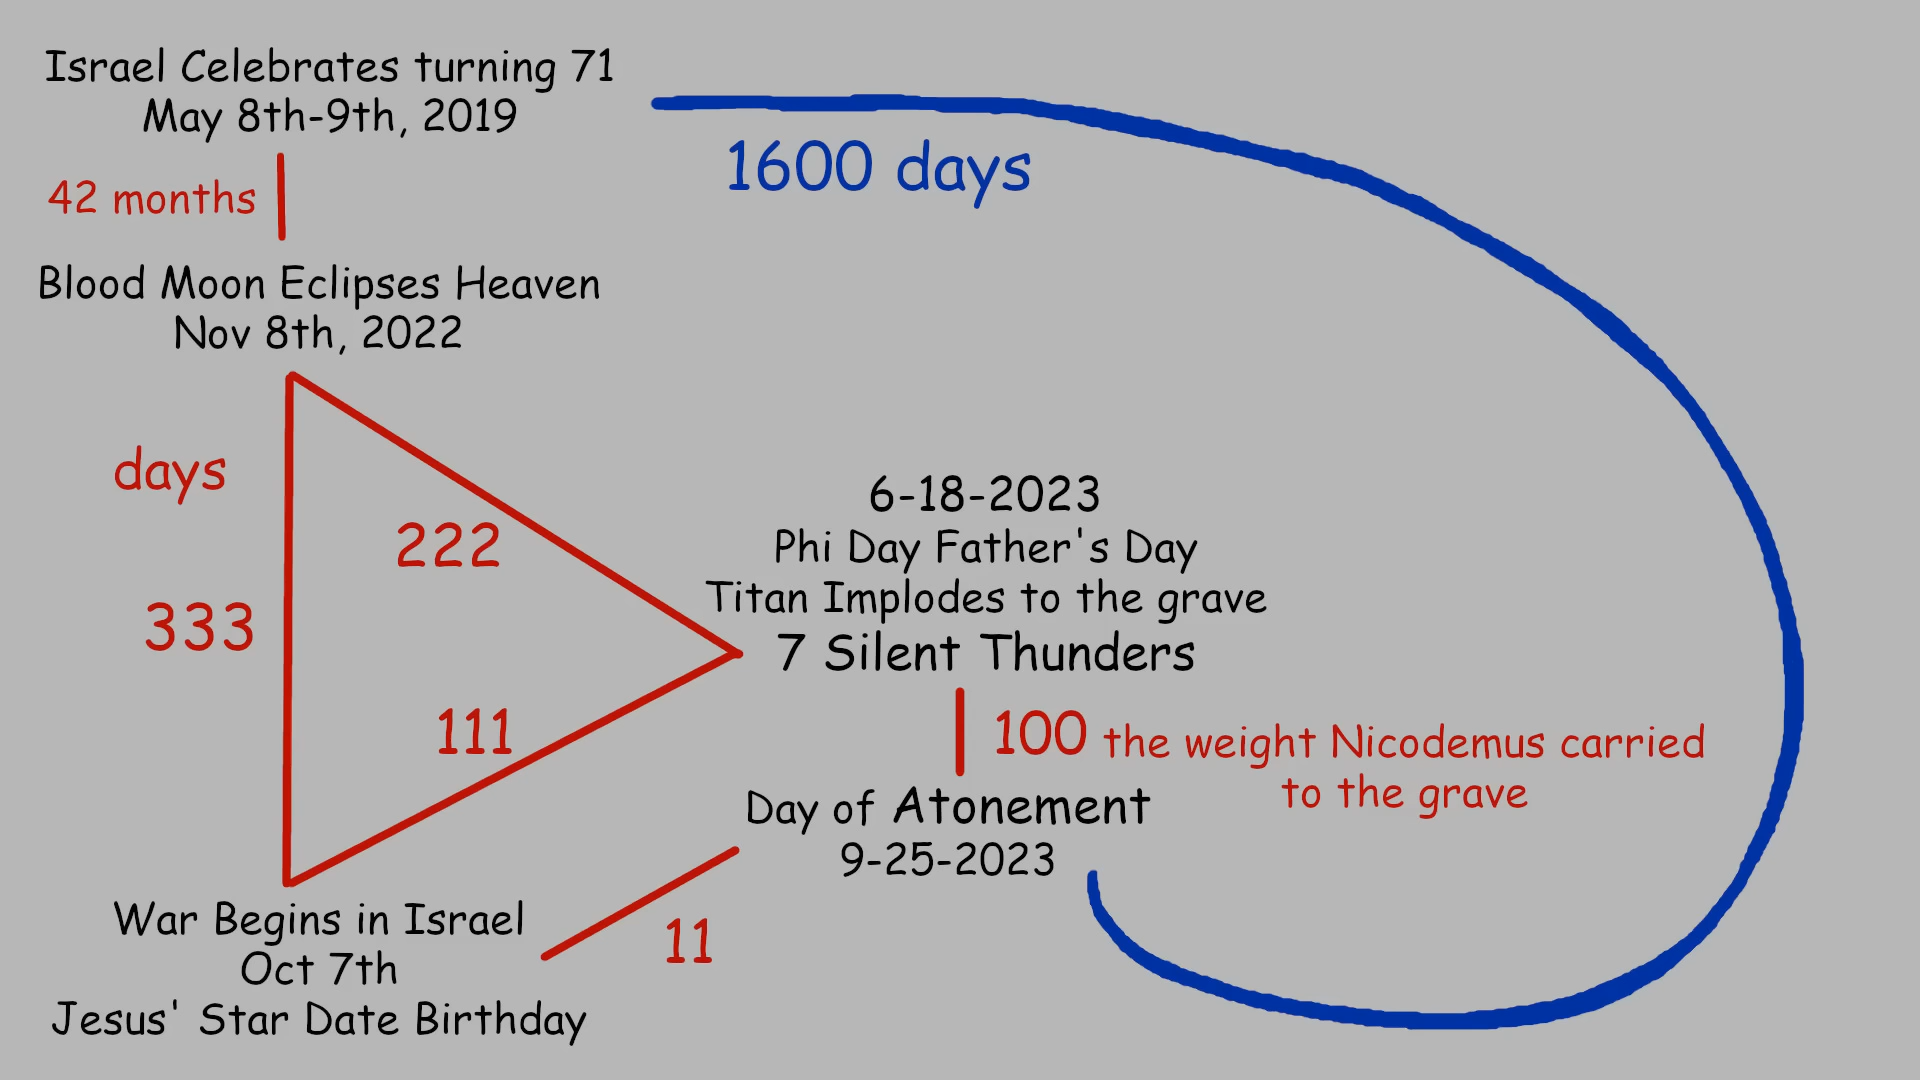 Israel Celebrates turning 71
May 8th-9th, 2019
1600 days
42 months
Blood Moon Eclipses Heaven
Nov 8th, 2022
days
222
333
111
6-18-2023
Phi Day Father's Day
Titan Implodes to the grave
7 Silent Thunders
100 the weight Nicodemus carried
to the grave
Day of Atonement
9-25-2023
11
War Begins in Israel
Oct 7th
Jesus' Star Date Birthday